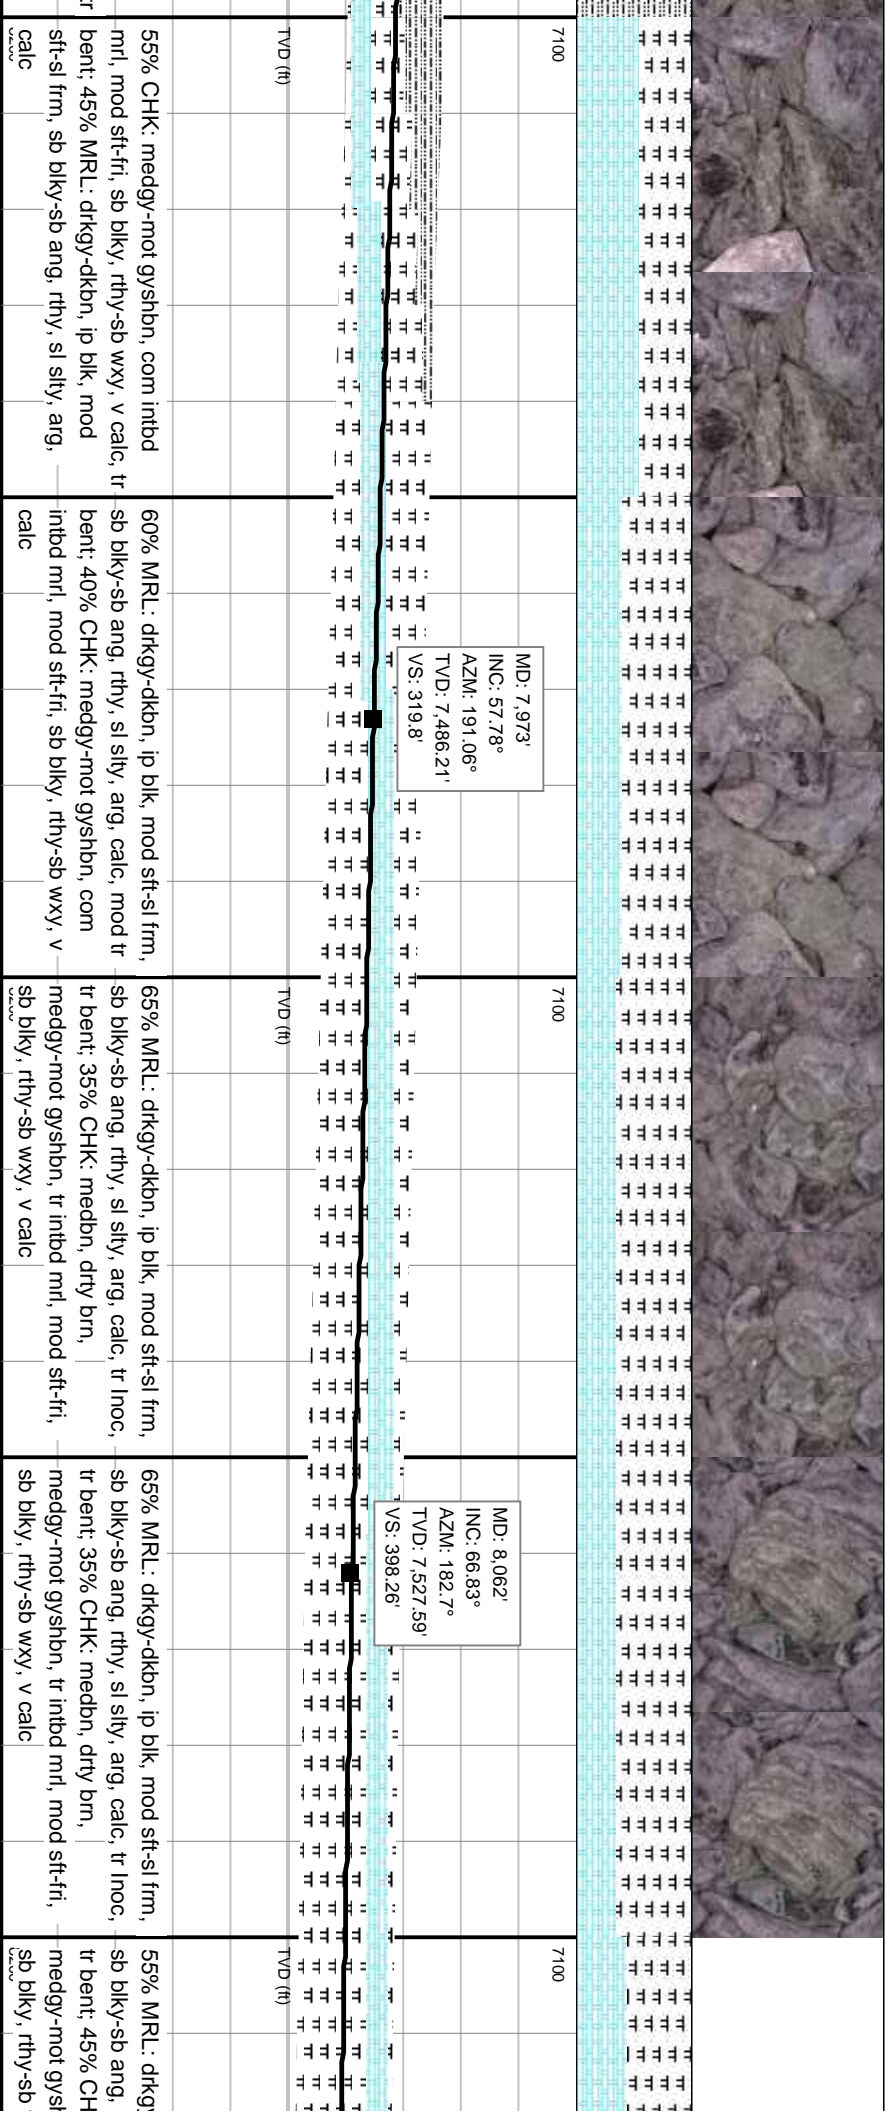 7100
TVD (ft)
55% CHK: medgy-mot gyshbn, com intbd
mrl, mod sft-fri, sb blky, rthy-sb wxy, v calc, tr
bent; 45% MRL: drkgy-dkbn, ip blk, mod
sft-sl frm, sb blky-sb ang, rthy, sl slty, arg,
calc
MD: 7,973'
INC: 57.78°
AZM: 191.06°
TVD: 7,486.21'
VS: 319.8'
60% MRL: drkgy-dkbn, ip blk, mod sft-sl frm,
sb blky-sb ang, rthy, sl slty, arg, calc, mod tr
bent; 40% CHK: medgy-mot gyshbn, com
intbd mrl, mod sft-fri, sb blky, rthy-sb wxy, v
calc
7100
TVD (ft)
65% MRL: drkgy-dkbn, ip blk, mod sft-sl frm,
sb blky-sb ang, rthy, sl slty, arg, calc, tr Inoc,
tr bent; 35% CHK: medbn, drty brn,
medgy-mot gyshbn, tr intbd mrl, mod sft-fri,
sb blky, rthy-sb wxy, v calc
MD: 8,062'
INC: 66.83°
AZM: 182.7°
TVD: 7,527.59'
VS: 398.26'
65% MRL: drkgy-dkbn, ip blk, mod sft-sl frm,
sb blky-sb ang, rthy, sl slty, arg, calc, tr Inoc,
tr bent; 35% CHK: medbn, drty brn,
medgy-mot gyshbn, tr intbd mrl, mod sft-fri,
sb blky, rthy-sb wxy, v calc
7100
TVD (ft)
55% MRL: drkgy
sb blky-sb ang,
tr bent; 45% CH
medgy-mot gysh
sb blky, rthy-sb